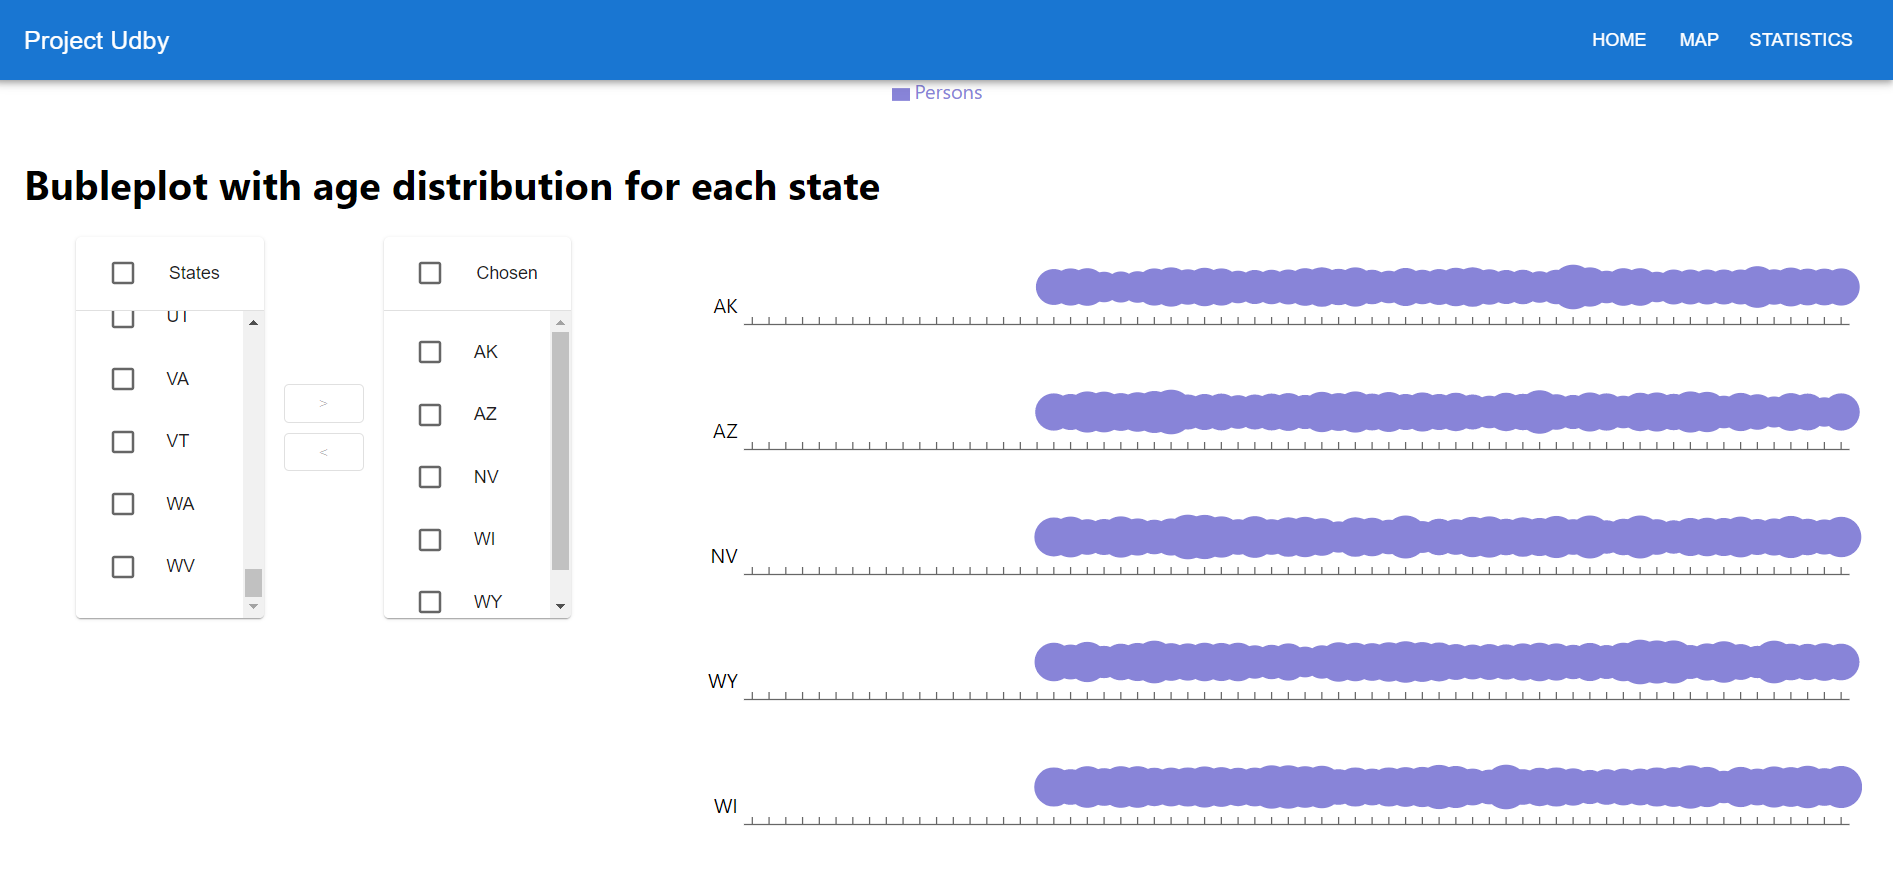 Project Udby
HOME MAP STATISTICS
Persons
Bubleplot with age distribution for each state
States
UT
VA
VT
WA
WV
>
<
Chosen
AK
AZ
NV
WI
WY
AK
AZ
NV
WY
WI